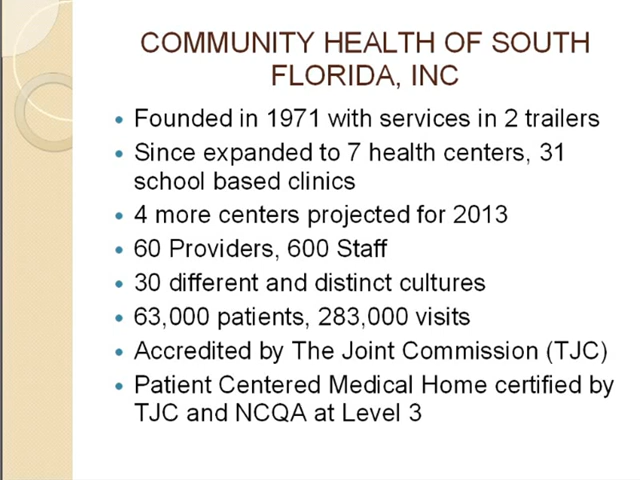 COMMUNITY HEALTH OF SOUTH
FLORIDA, INC
• Founded in 1971 with services in 2 trailers
• Since expanded to 7 health centers, 31
school based clinics
• 4 more centers projected for 2013
• 60 Providers, 600 Staff
• 30 different and distinct cultures
• 63,000 patients, 283,000 visits
• Accredited by The Joint Commission (TJC)
• Patient Centered Medical Home certified by
TJC and NCQA at Level 3